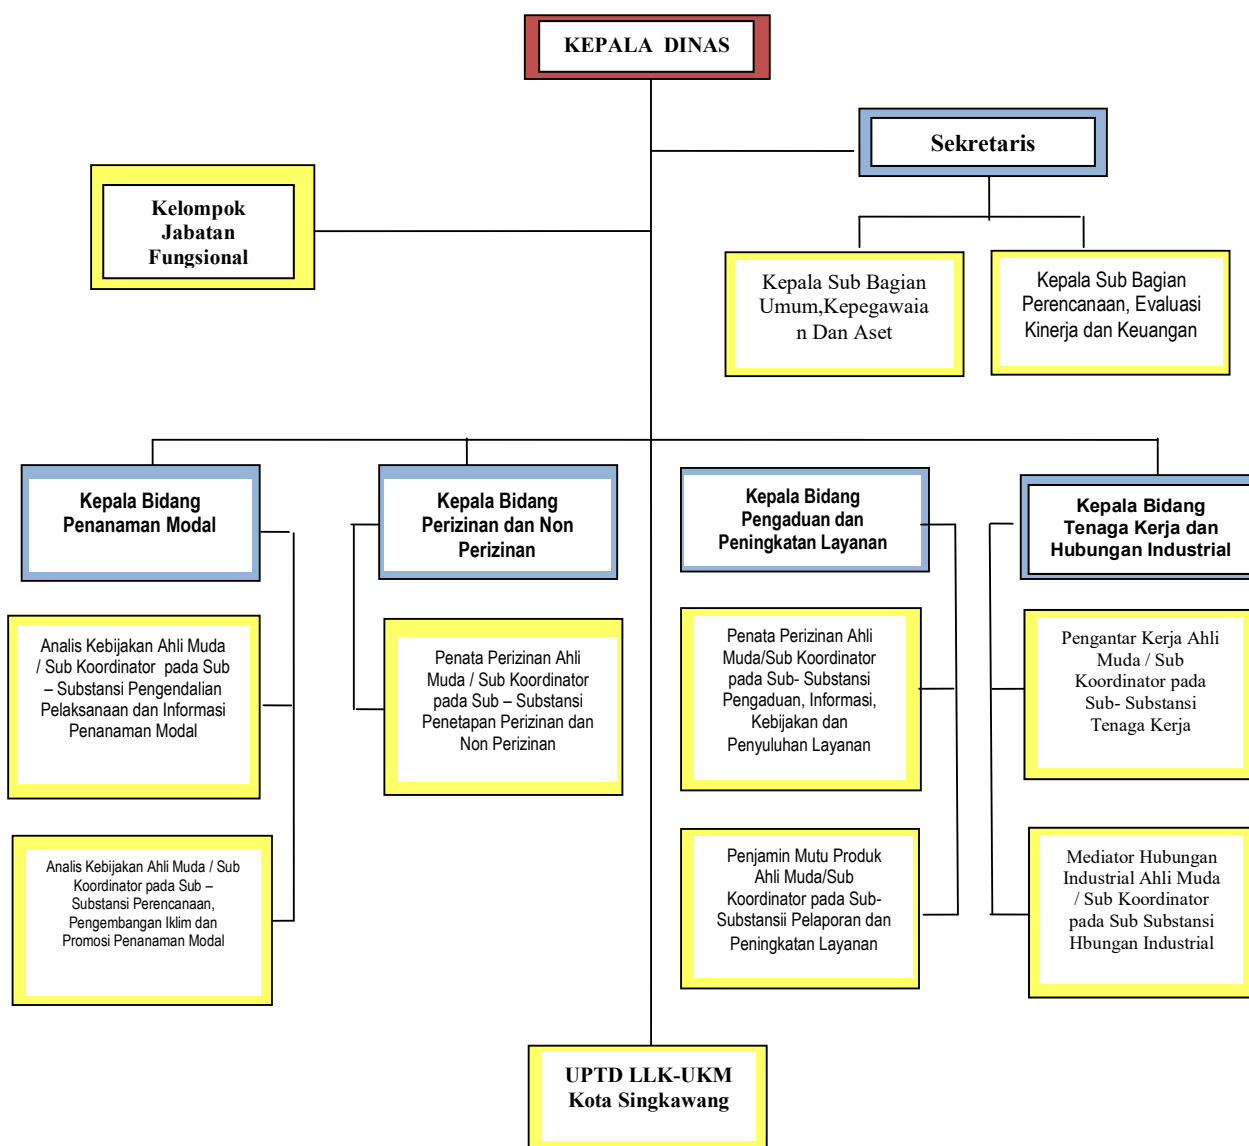 KEPALA  DINAS
Sekretaris
Kelompok
Jabatan
Fungsional
Kepala Sub Bagian
Umum,Kepegawaia
n Dan Aset
Kepala Sub Bagian
Perencanaan, Evaluasi
Kinerja dan Keuangan
Kepala Bidang
Penanaman Modal
Kepala Bidang
Perizinan dan Non
Perizinan
Kepala Bidang
Pengaduan dan
Peningkatan Layanan
Kepala Bidang
Tenaga Kerja dan
Hubungan Industrial
Analis Kebijakan Ahli Muda
/ Sub Koordinator  pada Sub
– Substansi Pengendalian
Pelaksanaan dan Informasi
Penanaman Modal
Penata Perizinan Ahli
Muda / Sub Koordinator
pada Sub – Substansi
Penetapan Perizinan dan
Non Perizinan
Penata Perizinan Ahli
Muda/Sub Koordinator
pada Sub- Substansi
Pengaduan, Informasi,
Kebijakan dan
Penyuluhan Layanan
Pengantar Kerja Ahli
Muda / Sub
Koordinator pada
Sub- Substansi
Tenaga Kerja
Analis Kebijakan Ahli Muda / Sub
Koordinator pada Sub –
Substansi Perencanaan,
Pengembangan Iklim dan
Promosi Penanaman Modal
Penjamin Mutu Produk
Ahli Muda/Sub
Koordinator pada Sub-
Substansii Pelaporan dan
Peningkatan Layanan
Mediator Hubungan
Industrial Ahli Muda
/ Sub Koordinator
pada Sub Substansi
Hbungan Industrial
UPTD LLK-UKM
Kota Singkawang